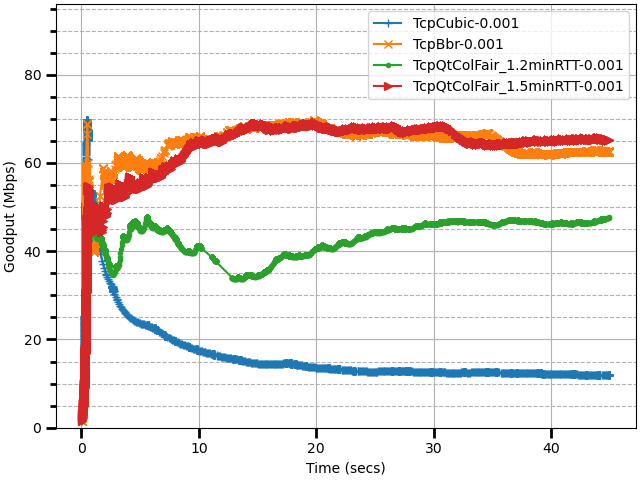 TcpCubic-0.001
TcpBbr-0.001
TcpQtColFair_1.2minRTT-0.001
TcpQtColFair_1.5minRTT-0.001
80
60
40
20
0
Goodput (Mbps)
0 10 20 30 40
Time (secs)